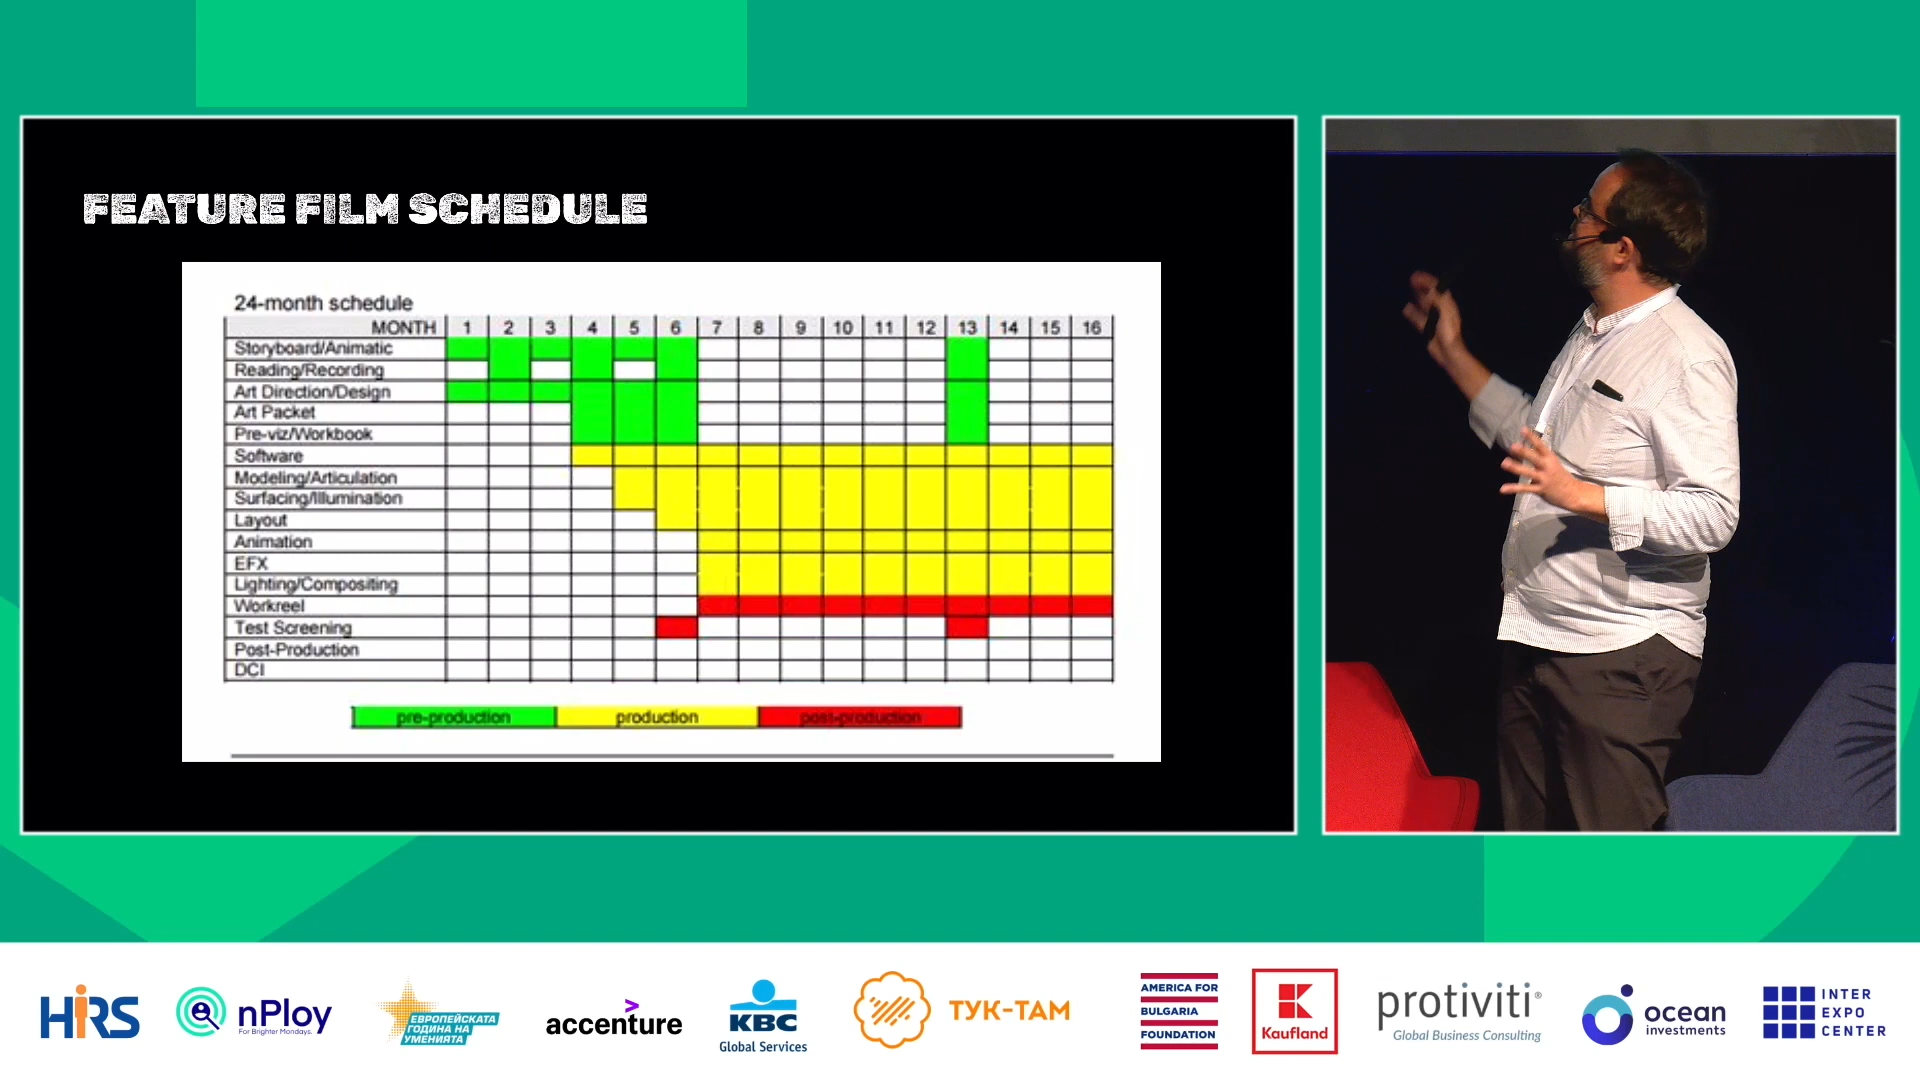 FEATURE FILM SCHEDULE
24-month schedule
MONTH 1 2 3 4 5 6 7 8 9 10 11 12 13 14 15 16
Storyboard/Animatic
Reading/Recording
Art Direction/Design
Art Packet
Pre-viz/Workbook
Software
Modeling/Articulation
Surfacing/Illumination
Layout
Animation
EFX
Lighting/Compositing
Workreel
Test Screening
Post-Production
DCI
pre-production production post-production
HRS
nPloy
For Brighter Mondays.
ЕВРОПЕЙСКАТА
ГОДИНА НА
УМЕНИЯТА
accenture
KBC
Global Services
ТУК-ТАМ
AMERICA FOR
BULGARIA
FOUNDATION
Kaufland
protiviti®
Global Business Consulting
ocean
investments
INTER
EXPO
CENTER